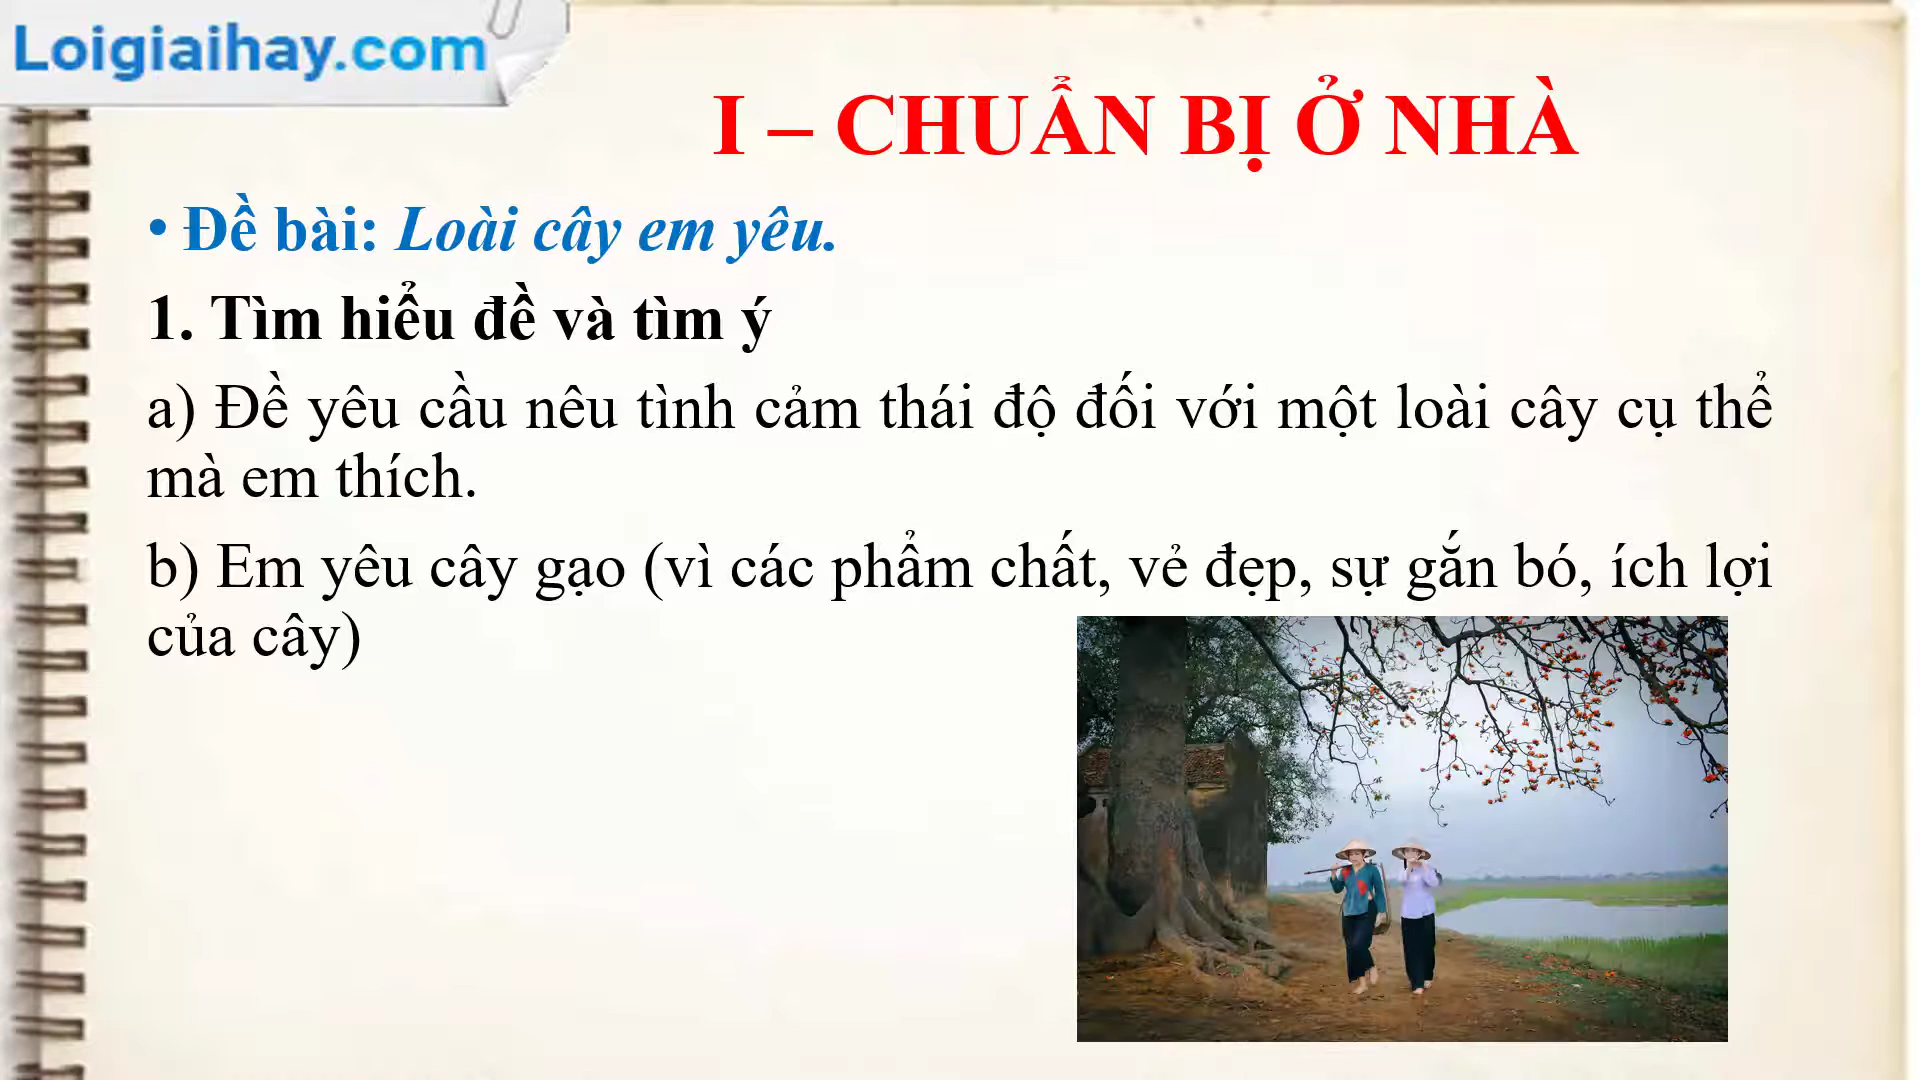 Loigiaihay.com
I – CHUẨN BỊ Ở NHÀ
• Đề bài: Loài cây em yêu.
1. Tìm hiểu đề và tìm ý
a) Đề yêu cầu nêu tình cảm thái độ đối với một loài cây cụ thể
mà em thích.
b) Em yêu cây gạo (vì các phẩm chất, vẻ đẹp, sự gắn bó, ích lợi
của cây)